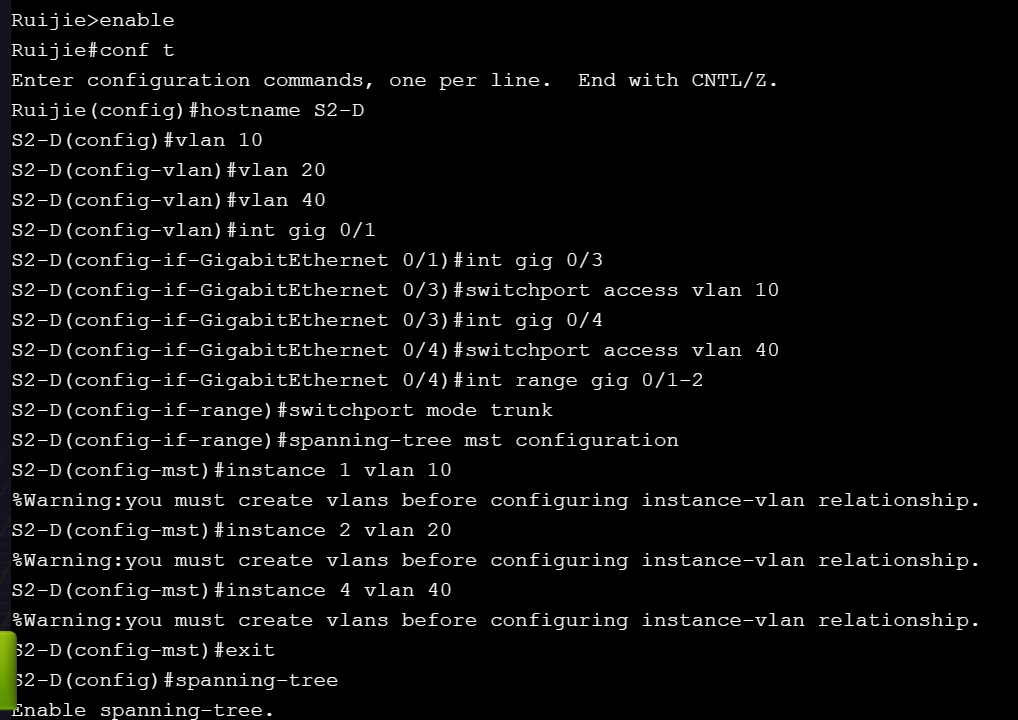 Ruijie>enable
Ruijie#conf t
Enter configuration commands, one per line.  End with CNTL/Z.
Ruijie(config)#hostname S2-D
S2-D(config)#vlan 10
S2-D(config-vlan)#vlan 20
S2-D(config-vlan)#vlan 40
S2-D(config-vlan)#int gig 0/1
S2-D(config-if-GigabitEthernet 0/1)#int gig 0/3
S2-D(config-if-GigabitEthernet 0/3)#switchport access vlan 10
S2-D(config-if-GigabitEthernet 0/3)#int gig 0/4
S2-D(config-if-GigabitEthernet 0/4)#switchport access vlan 40
S2-D(config-if-GigabitEthernet 0/4)#int range gig 0/1-2
S2-D(config-if-range)#switchport mode trunk
S2-D(config-if-range)#spanning-tree mst configuration
S2-D(config-mst)#instance 1 vlan 10
%Warning:you must create vlans before configuring instance-vlan relationship.
S2-D(config-mst)#instance 2 vlan 20
%Warning:you must create vlans before configuring instance-vlan relationship.
S2-D(config-mst)#instance 4 vlan 40
%Warning:you must create vlans before configuring instance-vlan relationship.
S2-D(config-mst)#exit
S2-D(config)#spanning-tree
Enable spanning-tree.